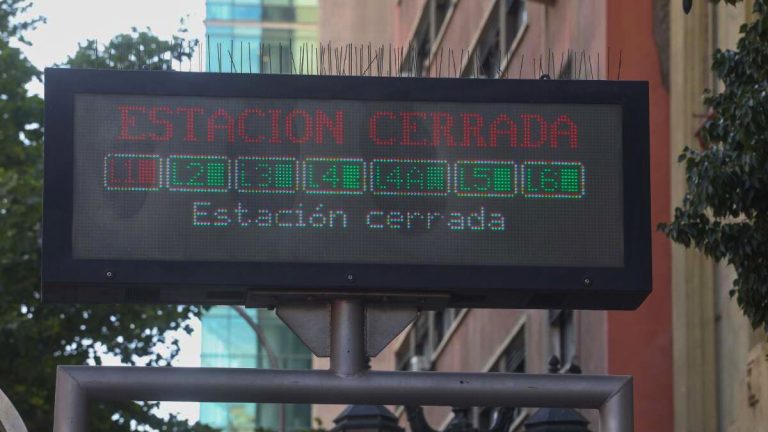 ESTACION CERRADA
L1 L2 L3 L4 L4A L5 L6
Estación cerrada